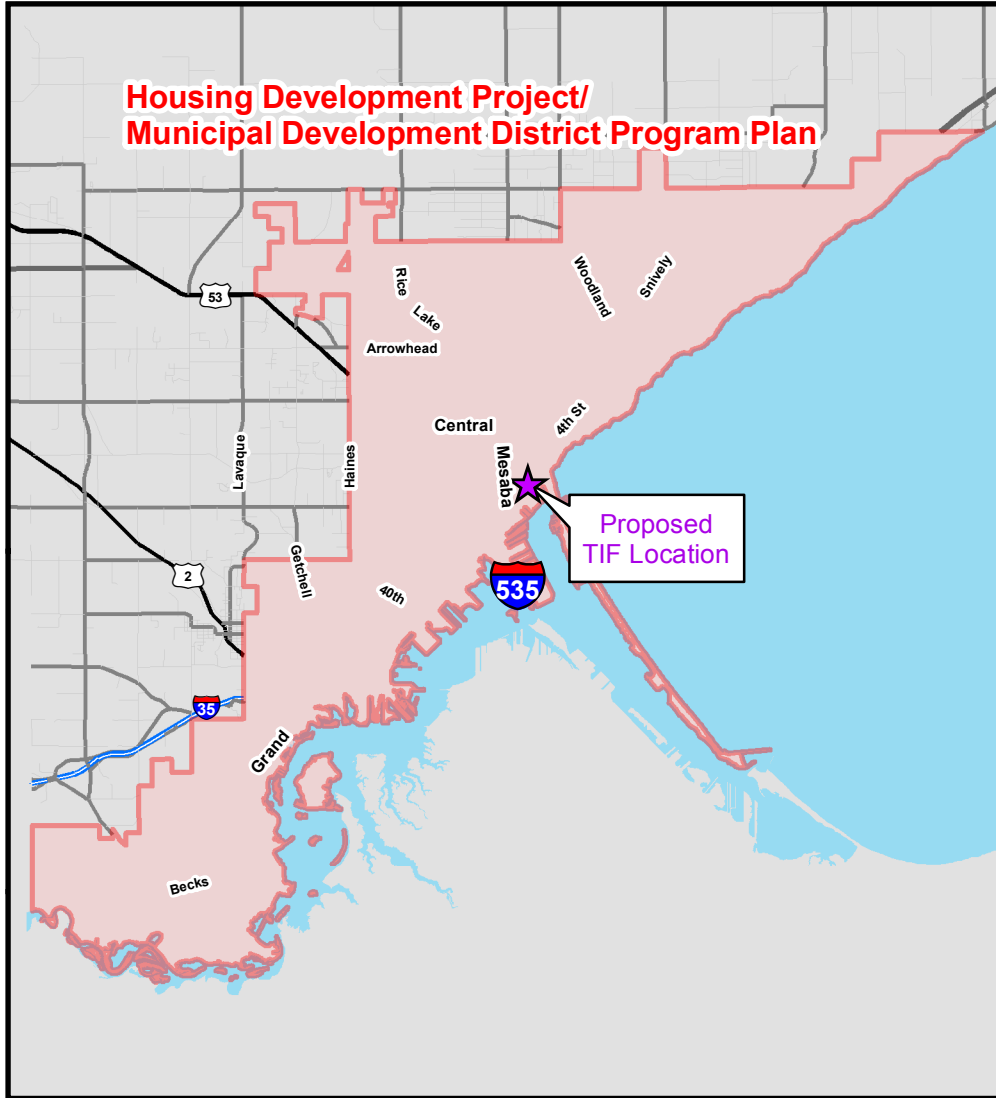 Housing Development Project/
Municipal Development District Program Plan
Rice
Lake
Woodland
Snively
53
Arrowhead
Central
4th St
Lavaque
Haines
Mesaba
Proposed
TIF Location
2
Getchell
40th
535
35
Grand
Becks